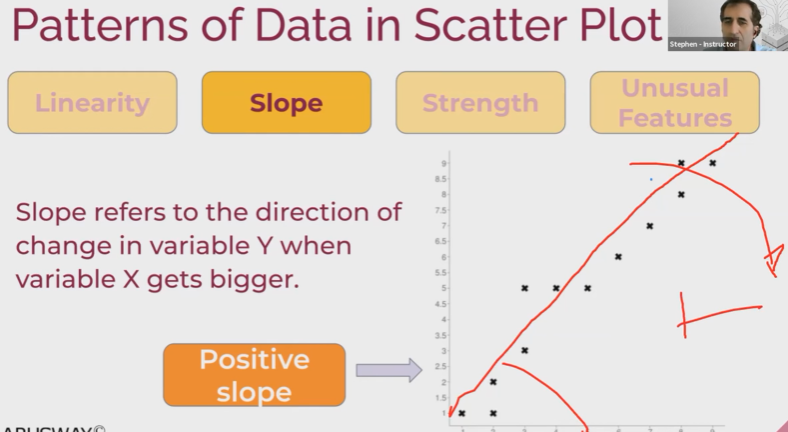 Patterns of Data in Scatter Plot
Stephen - Instructor
Linearity
Slope
Strength
Unusual
Features
Slope refers to the direction of
change in variable Y when
variable X gets bigger.
Positive
slope
9
8.5
8
7.5
7
6.5
6
5.5
5
4.5
4
3.5
3
2.5
2
1.5
1